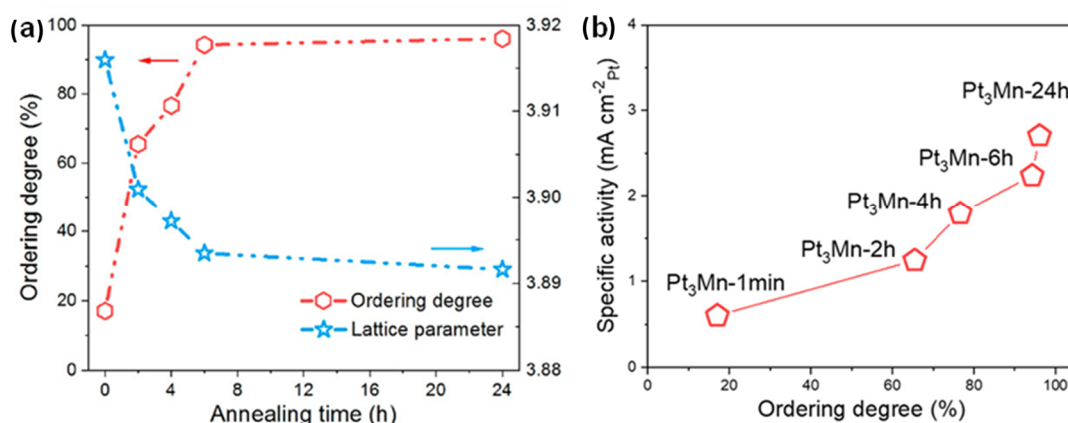 (a)
Ordering degree (%)
100
80
60
40
20
0
3.92
3.91
3.90
3.89
3.88
Ordering degree
Lattice parameter
0 4 8 12 16 20 24
Annealing time (h)
(b)
Specific activity (mA cm⁻²Pt)
4
3
2
1
0
Pt₃Mn-24h
Pt₃Mn-6h
Pt₃Mn-4h
Pt₃Mn-2h
Pt₃Mn-1min
0 20 40 60 80 100
Ordering degree (%)